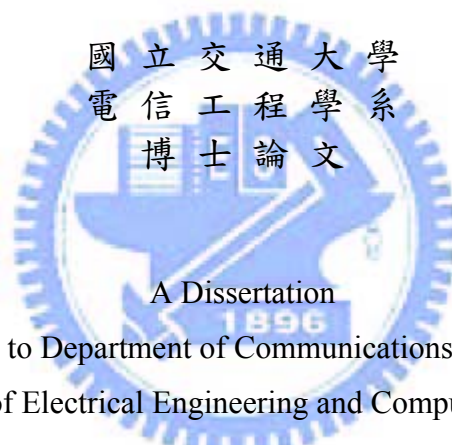 國立交通大學
電信工程學系
博士論文
A Dissertation
1896
to Department of Communications
of Electrical Engineering and Compu